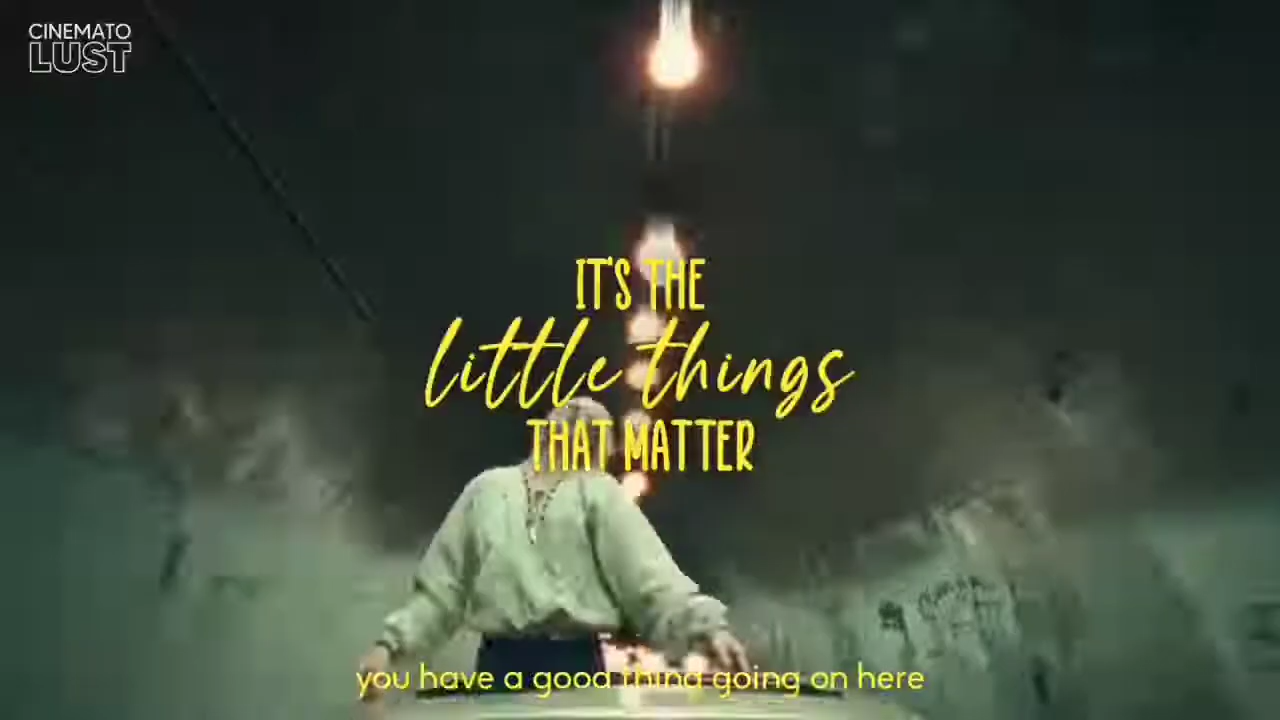 CINEMATO
LUST
IT'S THE
little things
THAT MATTER
you have a good thing going on here